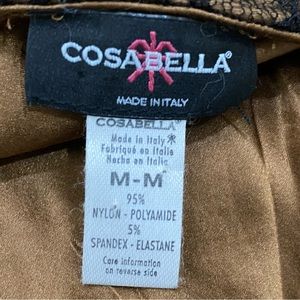 COSABELLA®
MADE IN ITALY
COSABELLA®
Made in Italy *
Fabriqué en Italie
Hecho en Italia
M-M
95%
NYLON - POLYAMIDE
5%
SPANDEX - ELASTANE
Care information
on reverse side